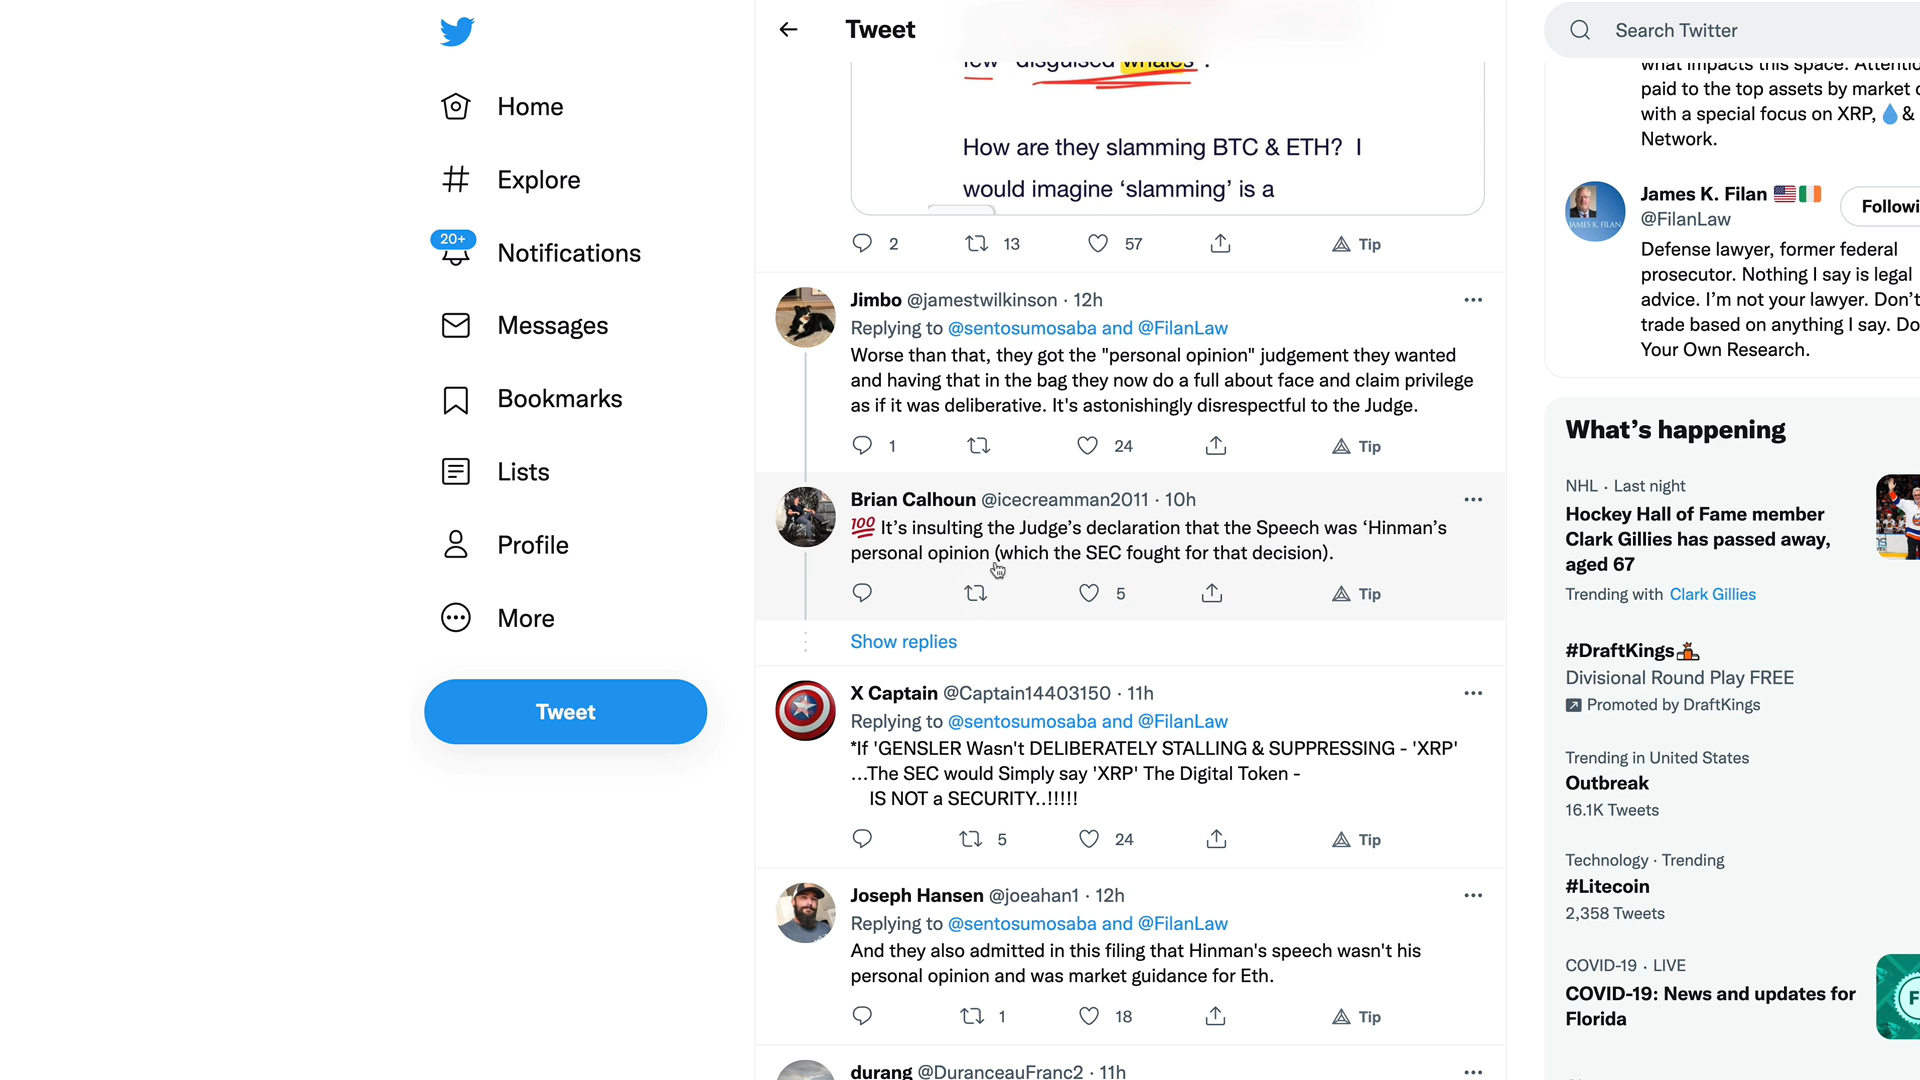 Home
Explore
20+
Notifications
Messages
Bookmarks
Lists
Profile
More
Tweet
Tweet
few "disguised whales".
How are they slamming BTC & ETH? I
would imagine ‘slamming’ is a
2 13 57 Tip
Jimbo @jamestwilkinson · 12h
Replying to @sentosumosaba and @FilanLaw
Worse than that, they got the "personal opinion" judgement they wanted
and having that in the bag they now do a full about face and claim privilege
as if it was deliberative. It's astonishingly disrespectful to the Judge.
1 24 Tip
Brian Calhoun @icecreamman2011 · 10h
💯 It’s insulting the Judge’s declaration that the Speech was ‘Hinman’s
personal opinion (which the SEC fought for that decision).
5 Tip
Show replies
X Captain @Captain14403150 · 11h
Replying to @sentosumosaba and @FilanLaw
*If 'GENSLER Wasn't DELIBERATELY STALLING & SUPPRESSING - 'XRP'
...The SEC would Simply say 'XRP' The Digital Token -
IS NOT a SECURITY..!!!!!
5 24 Tip
Joseph Hansen @joeahan1 · 12h
Replying to @sentosumosaba and @FilanLaw
And they also admitted in this filing that Hinman's speech wasn't his
personal opinion and was market guidance for Eth.
1 18 Tip
durang @DuranceauFranc2 · 11h
Search Twitter
what impacts this space. Attentio
paid to the top assets by market c
with a special focus on XRP, 💧&
Network.
James K. Filan 🇺🇸🇮🇪
@FilanLaw
Followi
JAMES K. FILAN
Defense lawyer, former federal
prosecutor. Nothing I say is legal
advice. I’m not your lawyer. Don’t
trade based on anything I say. Do
Your Own Research.
What’s happening
NHL · Last night
Hockey Hall of Fame member
Clark Gillies has passed away,
aged 67
Trending with Clark Gillies
#DraftKings
Divisional Round Play FREE
Promoted by DraftKings
Trending in United States
Outbreak
16.1K Tweets
Technology · Trending
#Litecoin
2,358 Tweets
COVID-19 · LIVE
COVID-19: News and updates for
Florida